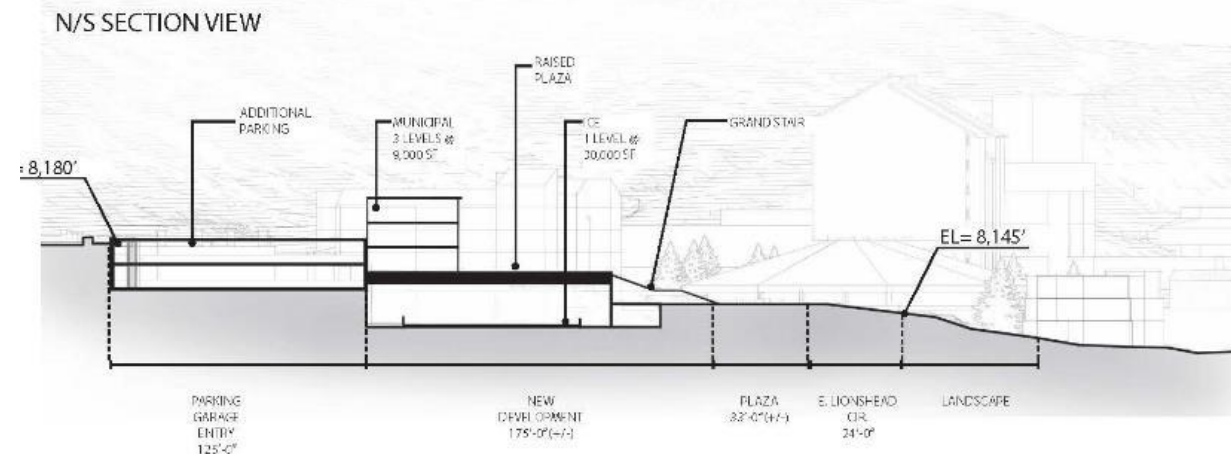 N/S SECTION VIEW
RAISED
PLAZA
ADDITIONAL
PARKING
MUNICIPAL
3 LEVELS @
9,000 SF
ICE
1 LEVEL @
30,000 SF
GRAND STAIR
= 8,180'
EL= 8,145'
PARKING
GARAGE
ENTRY
125'-0"
NEW
DEVELOPMENT
175'-0"(+/-)
PLAZA
33'-0"(+/-)
E. LIONSHEAD
CIR.
24'-0"
LANDSCAPE